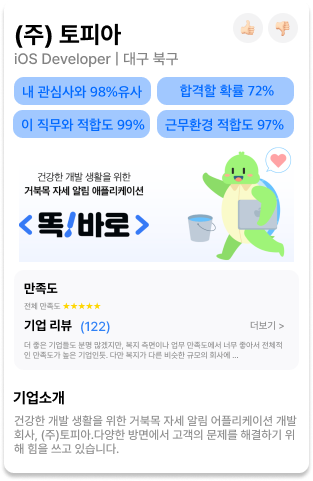 (주) 토피아
iOS Developer | 대구 북구
내 관심사와 98%유사
합격할 확률 72%
이 직무와 적합도 99%
근무환경 적합도 97%
건강한 개발 생활을 위한
거북목 자세 알림 애플리케이션
<똑!바로>
만족도
전체 만족도 ★★★★★
기업 리뷰 (122)
더보기 >
더 좋은 기업들도 분명 많겠지만, 복지 측면이나 업무 만족도에서 너무 좋아서 전체적
인 만족도가 높은 기업인듯. 다만 복지가 다른 비슷한 규모의 회사에 ...
기업소개
건강한 개발 생활을 위한 거북목 자세 알림 어플리케이션 개발
회사, (주)토피아.다양한 방면에서 고객의 문제를 해결하기 위
해 힘을 쓰고 있습니다.